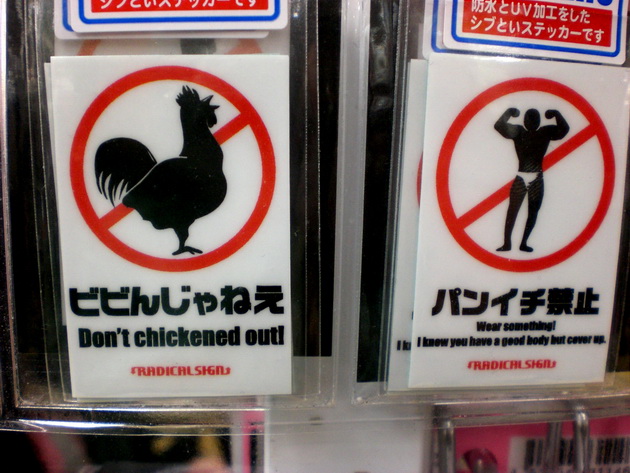 シブといステッカーです
ビビんじゃねえ
Don't chickened out!
RADICALSIGN
防水とUV加工をした
シブといステッカーです
パンイチ禁止
Wear something!
I know you have a good body but cover up.
RADICALSIGN